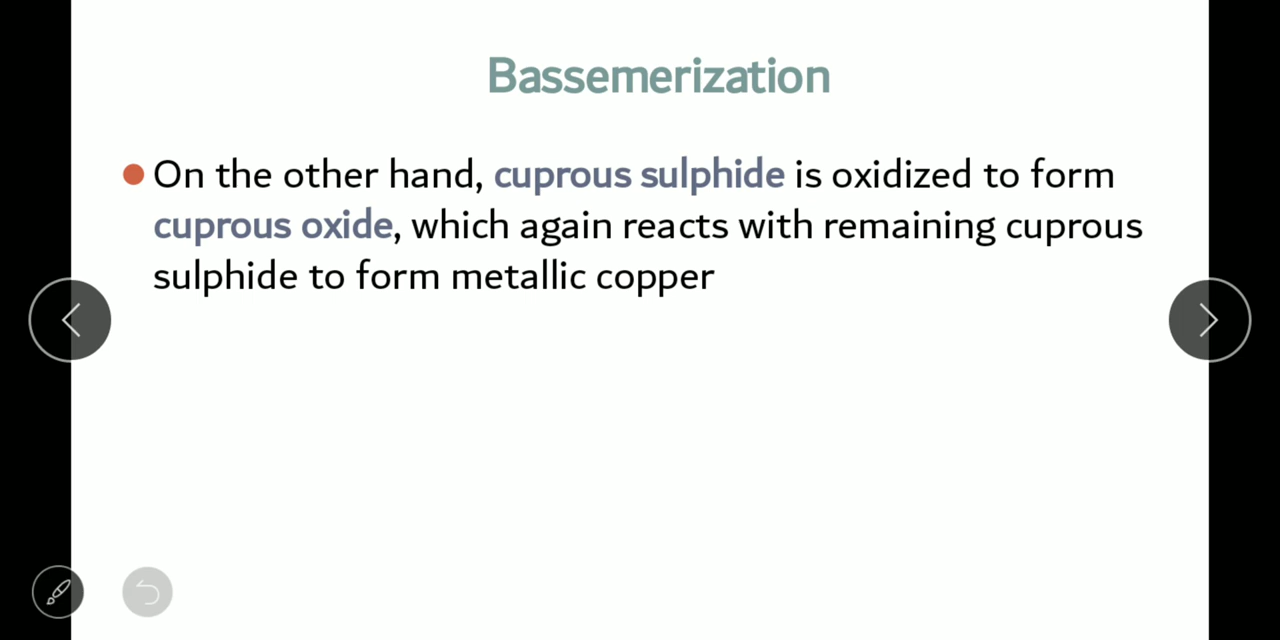 Bassemerization
On the other hand, cuprous sulphide is oxidized to form
cuprous oxide, which again reacts with remaining cuprous
sulphide to form metallic copper